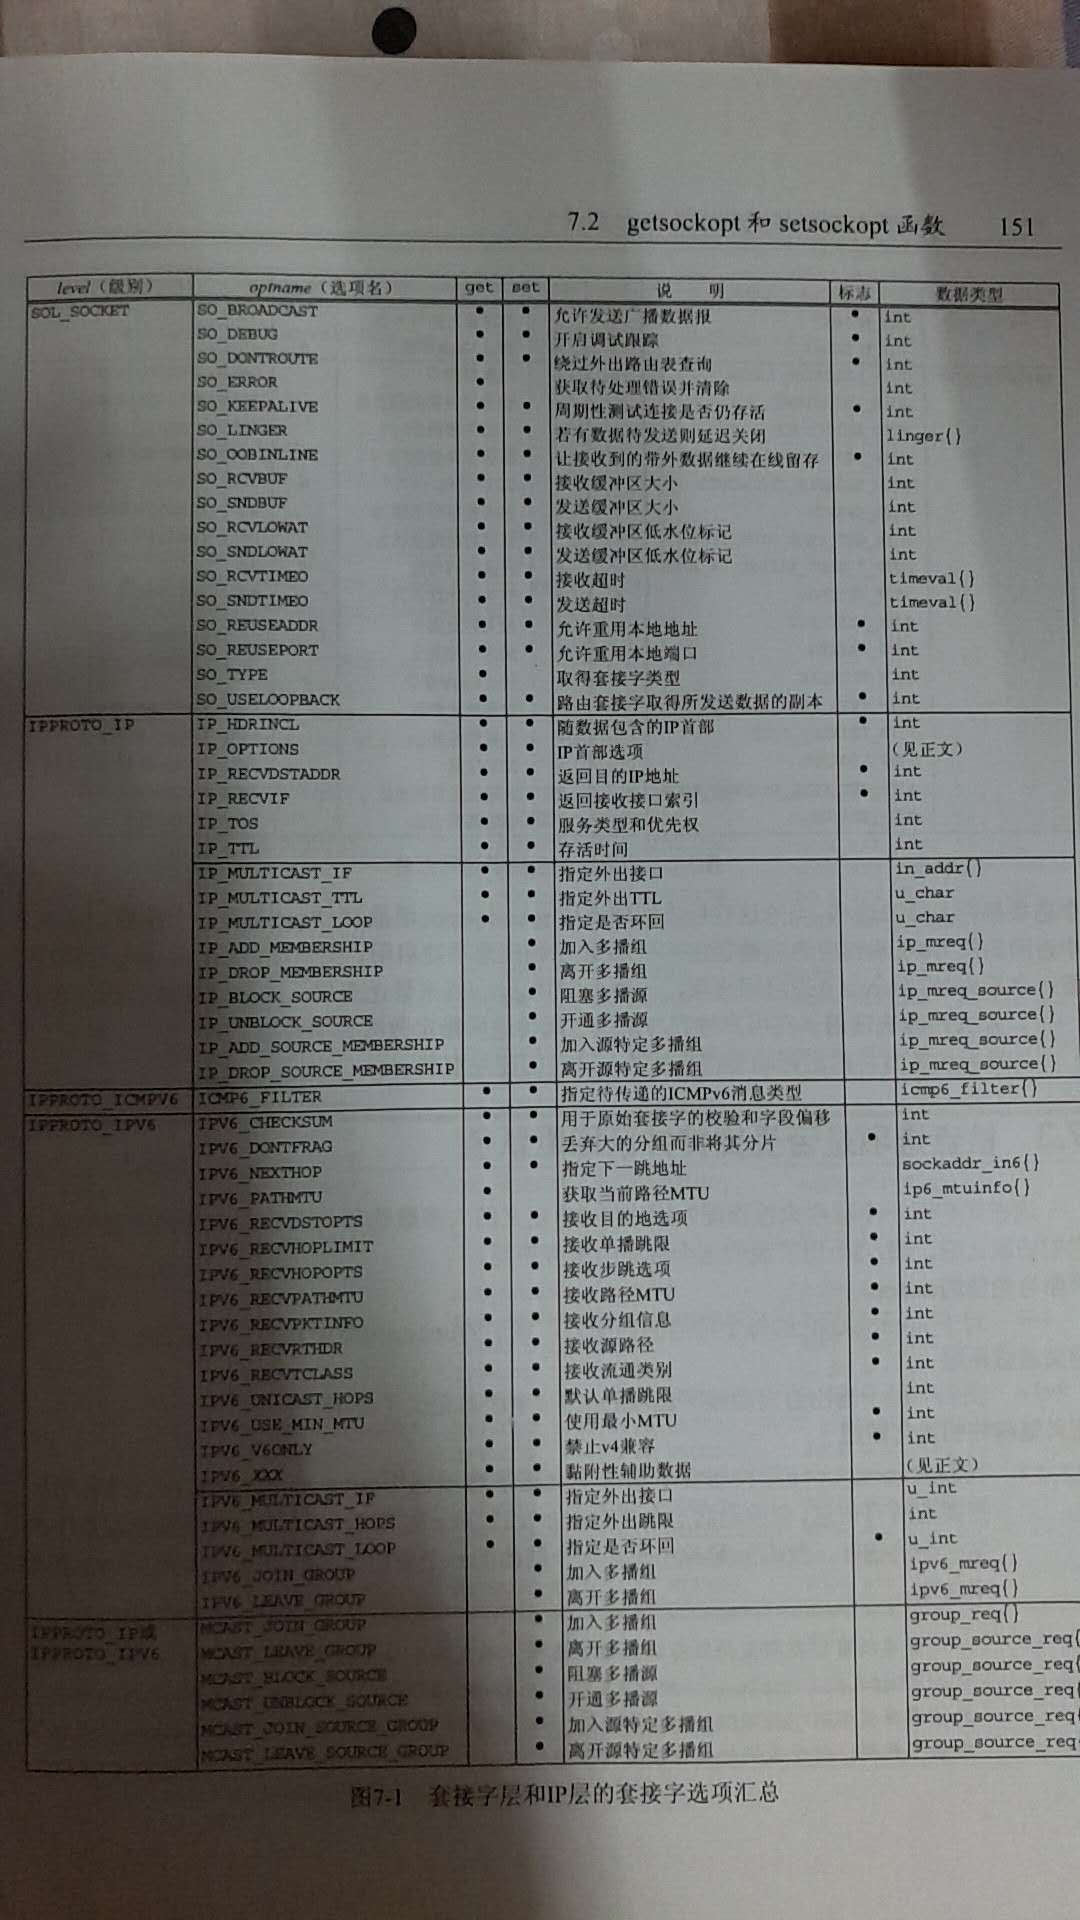 7.2 getsockopt 和 setsockopt 函数 151
level（级别） optname（选项名） get set 说 明 标志 数据类型
SOL_SOCKET SO_BROADCAST • • 允许发送广播数据报 • int
SO_DEBUG • • 开启调试跟踪 • int
SO_DONTROUTE • • 绕过外出路由表查询 • int
SO_ERROR • 获取待处理错误并清除 int
SO_KEEPALIVE • • 周期性测试连接是否仍存活 • int
SO_LINGER • • 若有数据待发送则延迟关闭 linger{}
SO_OOBINLINE • • 让接收到的带外数据继续在线留存 • int
SO_RCVBUF • • 接收缓冲区大小 int
SO_SNDBUF • • 发送缓冲区大小 int
SO_RCVLOWAT • • 接收缓冲区低水位标记 int
SO_SNDLOWAT • • 发送缓冲区低水位标记 int
SO_RCVTIMEO • • 接收超时 timeval{}
SO_SNDTIMEO • • 发送超时 timeval{}
SO_REUSEADDR • • 允许重用本地地址 • int
SO_REUSEPORT • • 允许重用本地端口 • int
SO_TYPE • 取得套接字类型 int
SO_USELOOPBACK • • 路由套接字取得所发送数据的副本 • int
IPPROTO_IP IP_HDRINCL • • 随数据包含的IP首部 • int
IP_OPTIONS • • IP首部选项 （见正文）
IP_RECVDSTADDR • • 返回目的IP地址 • int
IP_RECVIF • • 返回接收接口索引 • int
IP_TOS • • 服务类型和优先权 int
IP_TTL • • 存活时间 int
IP_MULTICAST_IF • • 指定外出接口 in_addr{}
IP_MULTICAST_TTL • • 指定外出TTL u_char
IP_MULTICAST_LOOP • • 指定是否环回 u_char
IP_ADD_MEMBERSHIP • 加入多播组 ip_mreq{}
IP_DROP_MEMBERSHIP • 离开多播组 ip_mreq{}
IP_BLOCK_SOURCE • 阻塞多播源 ip_mreq_source{}
IP_UNBLOCK_SOURCE • 开通多播源 ip_mreq_source{}
IP_ADD_SOURCE_MEMBERSHIP • 加入源特定多播组 ip_mreq_source{}
IP_DROP_SOURCE_MEMBERSHIP • 离开源特定多播组 ip_mreq_source{}
IPPROTO_ICMPV6 ICMP6_FILTER • • 指定待传递的ICMPv6消息类型 icmp6_filter{}
IPPROTO_IPV6 IPV6_CHECKSUM • • 用于原始套接字的校验和字段偏移 int
IPV6_DONTFRAG • • 丢弃大的分组而非将其分片 • int
IPV6_NEXTHOP • • 指定下一跳地址 sockaddr_in6{}
IPV6_PATHMTU • 获取当前路径MTU ip6_mtuinfo{}
IPV6_RECVDSTOPTS • • 接收目的地选项 • int
IPV6_RECVHOPLIMIT • • 接收单播跳限 • int
IPV6_RECVHOPOPTS • • 接收步跳选项 • int
IPV6_RECVPATHMTU • • 接收路径MTU • int
IPV6_RECVPKTINFO • • 接收分组信息 • int
IPV6_RECVRTHDR • • 接收源路径 • int
IPV6_RECVTCLASS • • 接收流通类别 • int
IPV6_UNICAST_HOPS • • 默认单播跳限 int
IPV6_USE_MIN_MTU • • 使用最小MTU • int
IPV6_V6ONLY • • 禁止v4兼容 • int
IPV6_XXX • • 黏附性辅助数据 （见正文）
IPV6_MULTICAST_IF • • 指定外出接口 u_int
IPV6_MULTICAST_HOPS • • 指定外出跳限 int
IPV6_MULTICAST_LOOP • • 指定是否环回 • u_int
IPV6_JOIN_GROUP • 加入多播组 ipv6_mreq{}
IPV6_LEAVE_GROUP • 离开多播组 ipv6_mreq{}
IPPROTO_IP或 MCAST_JOIN_GROUP • 加入多播组 group_req{}
IPPROTO_IPV6 MCAST_LEAVE_GROUP • 离开多播组 group_source_req{
MCAST_BLOCK_SOURCE • 阻塞多播源 group_source_req{
MCAST_UNBLOCK_SOURCE • 开通多播源 group_source_req{
MCAST_JOIN_SOURCE_GROUP • 加入源特定多播组 group_source_req{
MCAST_LEAVE_SOURCE_GROUP • 离开源特定多播组 group_source_req{
图7-1 套接字层和IP层的套接字选项汇总